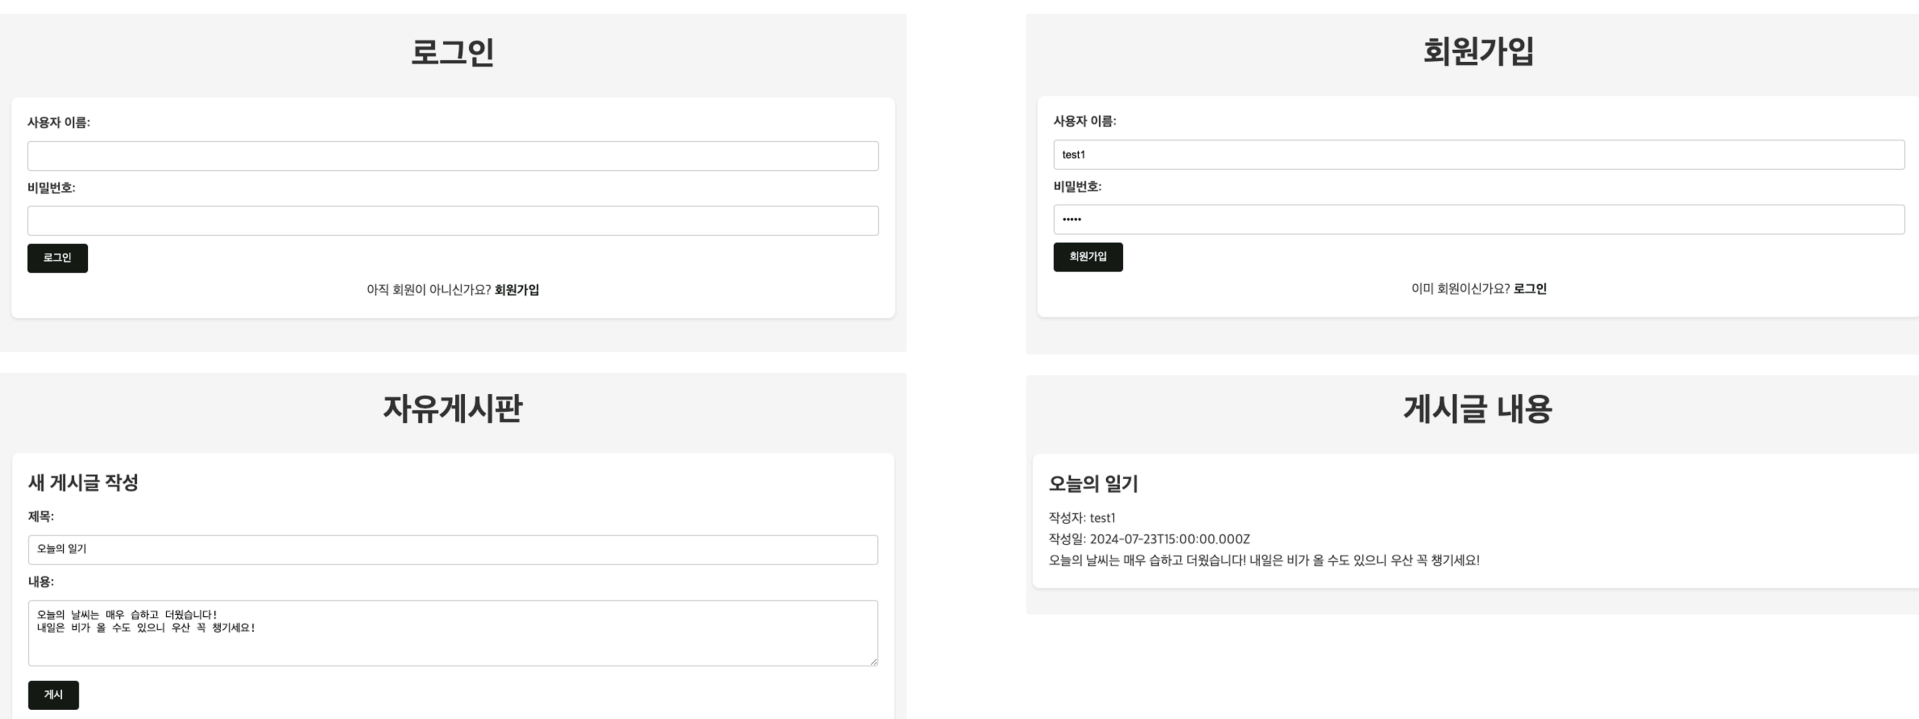 로그인
사용자 이름:
비밀번호:
로그인
아직 회원이 아니신가요? 회원가입
회원가입
사용자 이름:
test1
비밀번호:
•••••
회원가입
이미 회원이신가요? 로그인
자유게시판
새 게시글 작성
제목:
오늘의 일기
내용:
오늘의 날씨는 매우 습하고 더웠습니다!
내일은 비가 올 수도 있으니 우산 꼭 챙기세요!
게시
게시글 내용
오늘의 일기
작성자: test1
작성일: 2024-07-23T15:00:00.000Z
오늘의 날씨는 매우 습하고 더웠습니다! 내일은 비가 올 수도 있으니 우산 꼭 챙기세요!